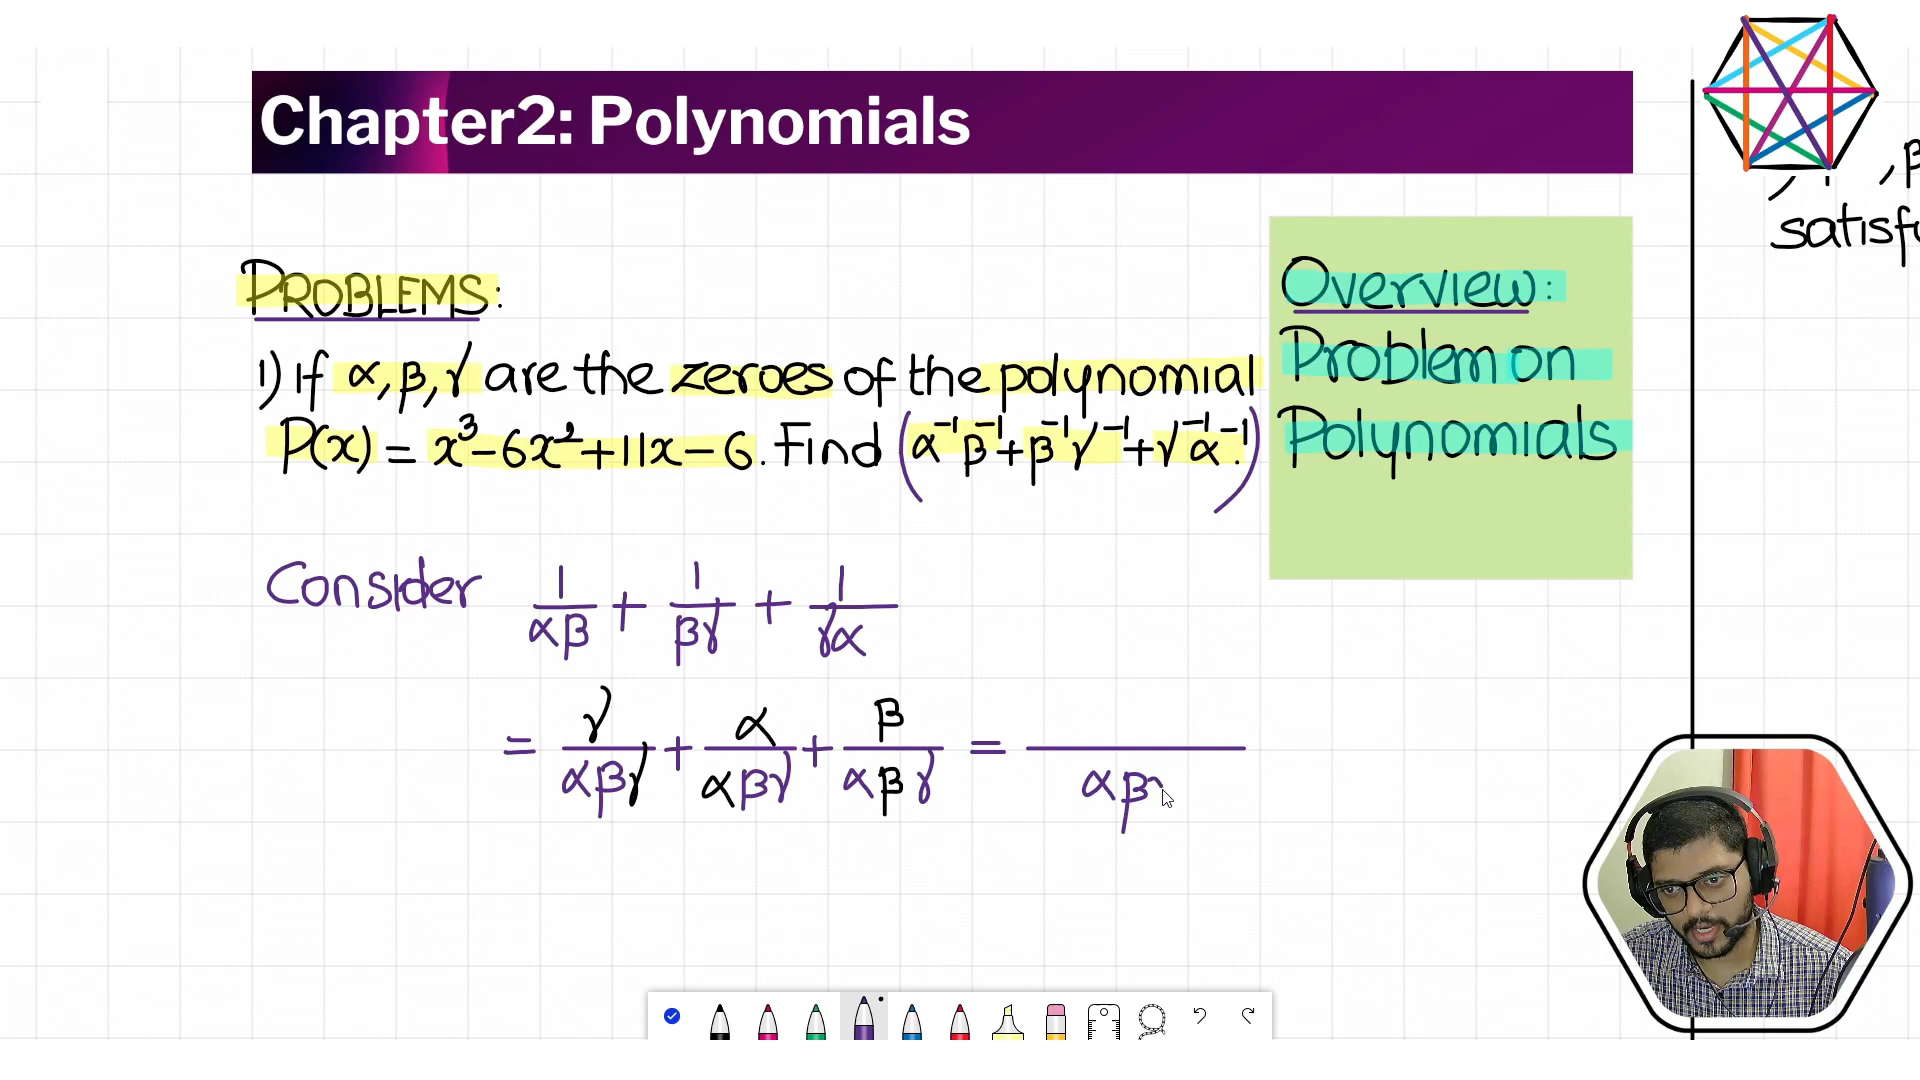 Chapter2: Polynomials
PROBLEMS:
1) If α, β, γ are the zeroes of the polynomial
P(x) = x³-6x²+11x-6. Find (α⁻¹β⁻¹+β⁻¹γ⁻¹+γ⁻¹α⁻¹.)
Consider 1/αβ + 1/βγ + 1/γα
= γ/αβγ + α/αβγ + β/αβγ = /αβ
Overview:
Problem on
Polynomials
, β